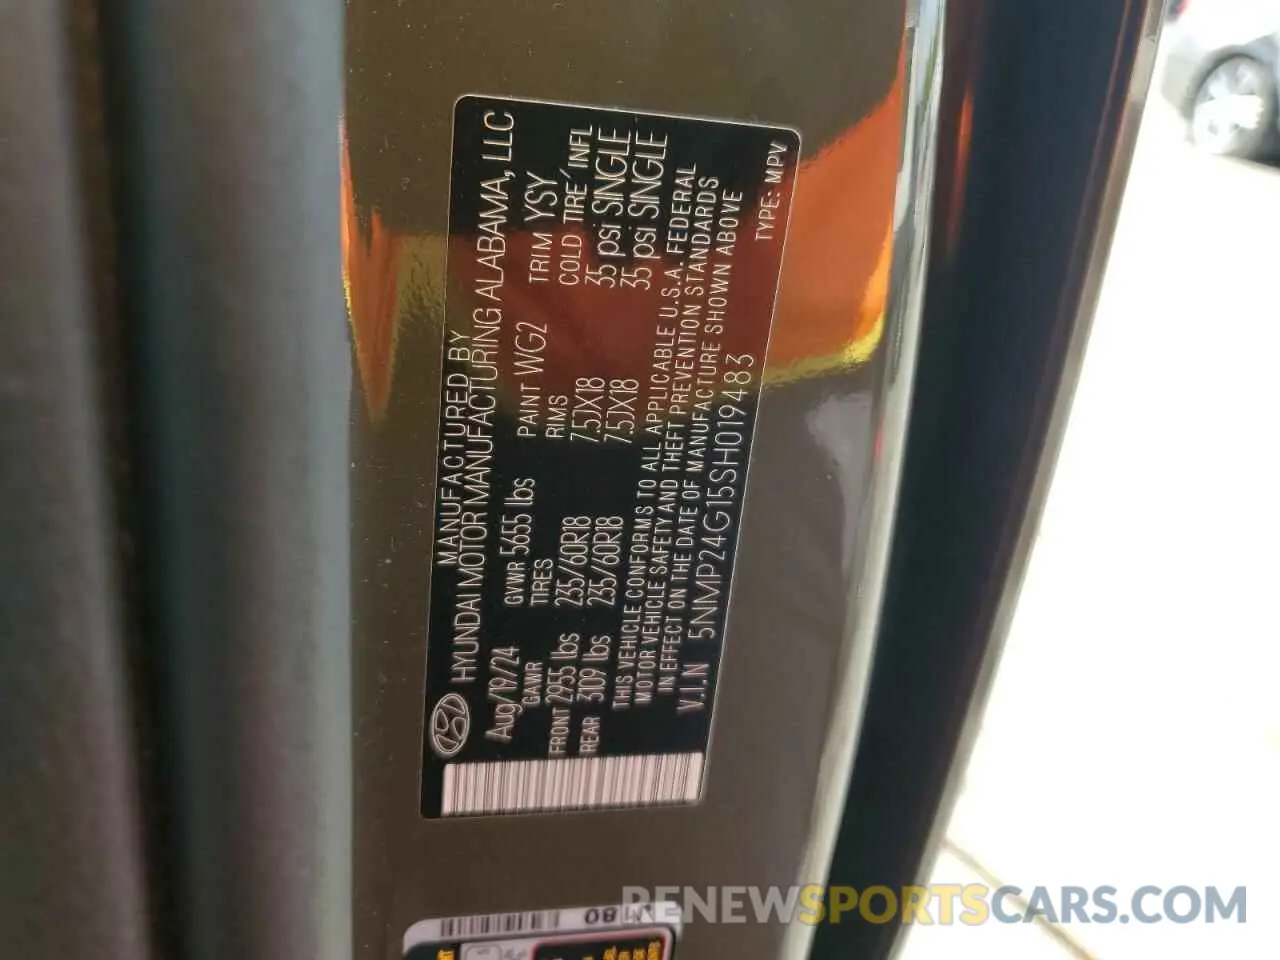 MANUFACTURED BY
HYUNDAI MOTOR MANUFACTURING ALABAMA, LLC
Aug/19/24 GVWR 5655 lbs PAINT WG2 TRIM YSY
GAWR TIRES RIMS COLD TIRE INFL
FRONT 2955 lbs 235/60R18 7.5JX18 35 psi SINGLE
REAR 3109 lbs 235/60R18 7.5JX18 35 psi SINGLE
THIS VEHICLE CONFORMS TO ALL APPLICABLE U.S.A. FEDERAL
MOTOR VEHICLE SAFETY AND THEFT PREVENTION STANDARDS
IN EFFECT ON THE DATE OF MANUFACTURE SHOWN ABOVE
V.I.N 5NMP24G15SH019483 TYPE: MPV
RENEWSPORTSCARS.COM